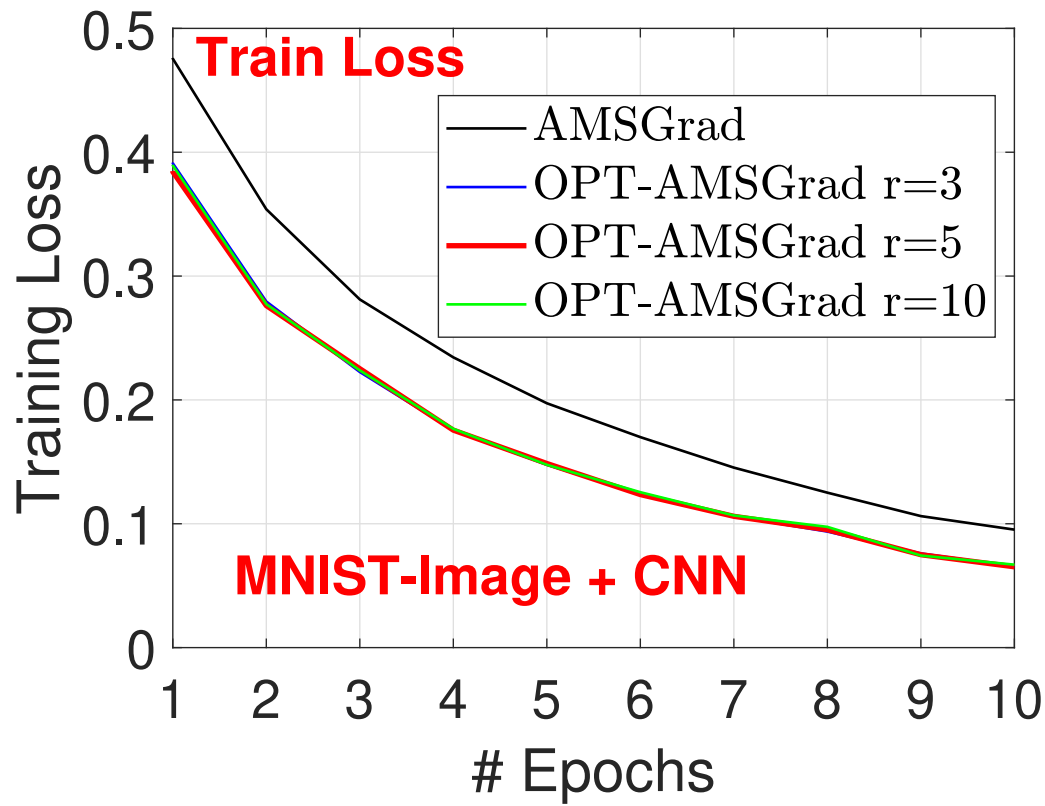 Train Loss
AMSGrad
OPT-AMSGrad r=3
OPT-AMSGrad r=5
OPT-AMSGrad r=10
MNIST-Image + CNN
Training Loss
0.5
0.4
0.3
0.2
0.1
0
1 2 3 4 5 6 7 8 9 10
# Epochs